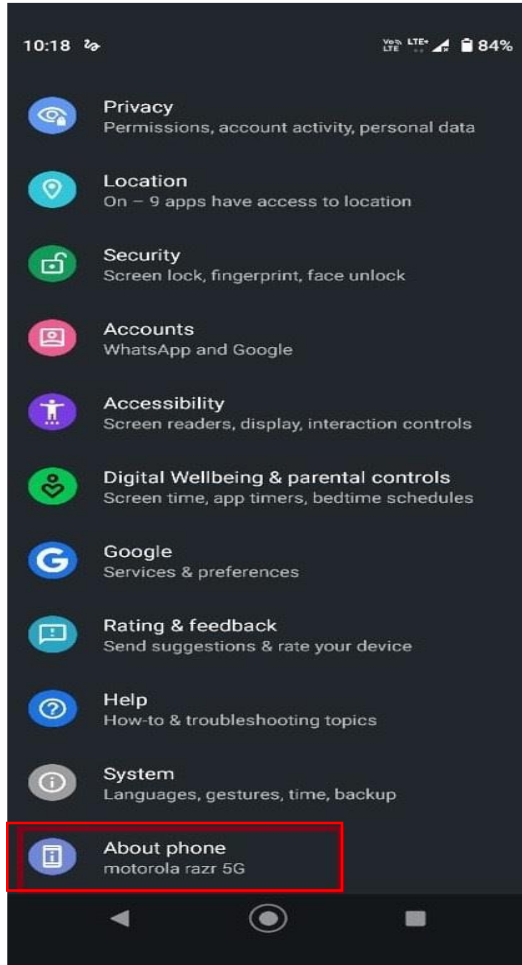 10:18
Vo)) LTE LTE+ 84%
Privacy
Permissions, account activity, personal data
Location
On – 9 apps have access to location
Security
Screen lock, fingerprint, face unlock
Accounts
WhatsApp and Google
Accessibility
Screen readers, display, interaction controls
Digital Wellbeing & parental controls
Screen time, app timers, bedtime schedules
Google
Services & preferences
Rating & feedback
Send suggestions & rate your device
Help
How-to & troubleshooting topics
System
Languages, gestures, time, backup
About phone
motorola razr 5G